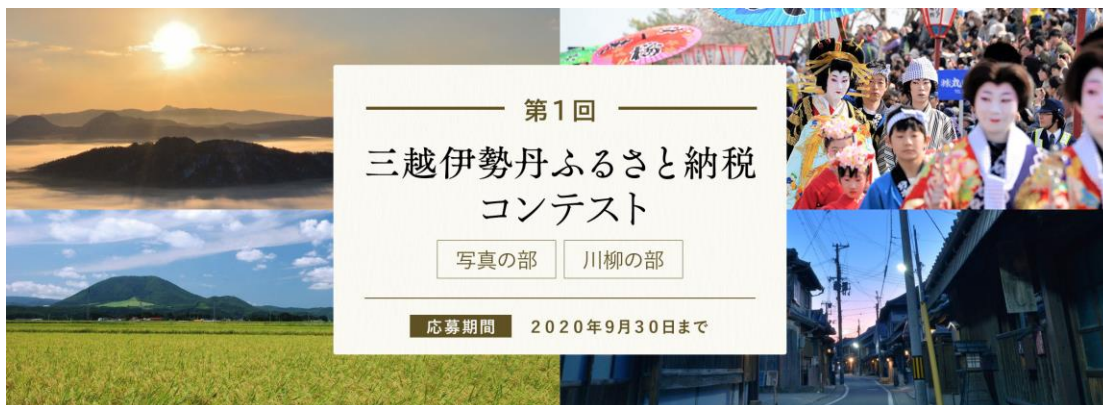 第1回
三越伊勢丹ふるさと納税
コンテスト
写真の部 川柳の部
応募期間 2020年9月30日まで